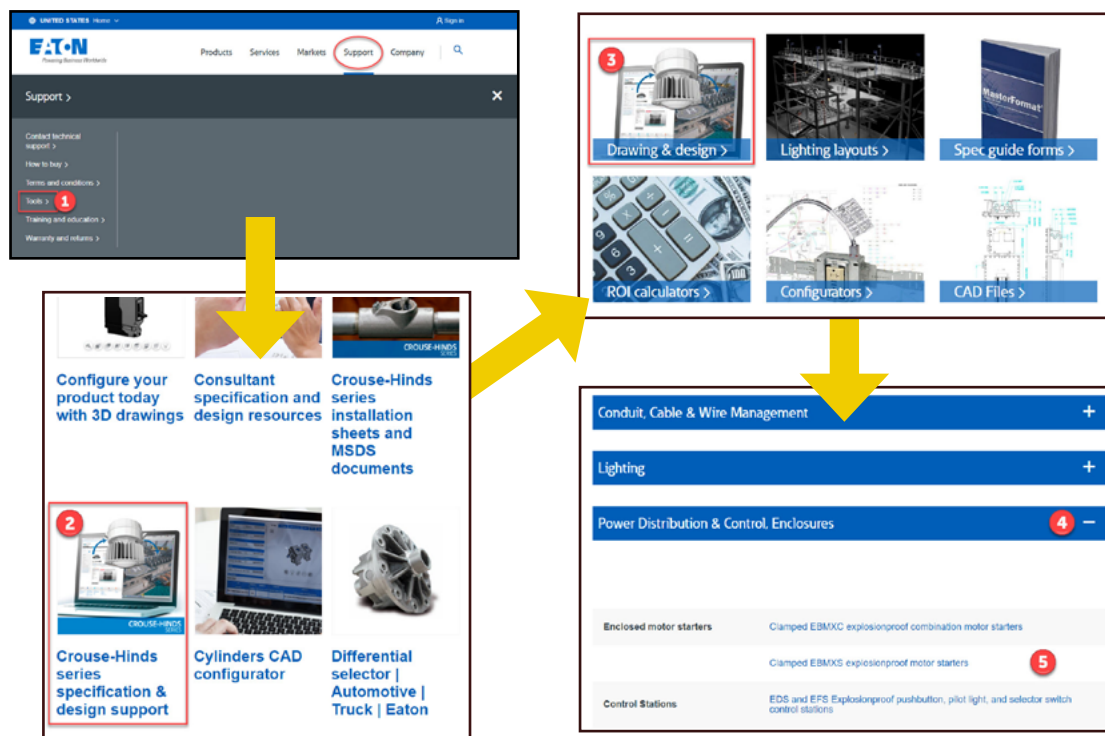 UNITED STATES Home
Sign in
EATON
Powering Business Worldwide
Products Services Markets Support Company
Support >
Contact technical
support >
How to buy >
Terms and conditions >
Tools > 1
Training and education >
Warranty and returns >
CROUSE-HINDS
SERIES
Configure your
product today
with 3D drawings
Consultant
specification and
design resources
Crouse-Hinds
series
installation
sheets and
MSDS
documents
2
CROUSE-HINDS
SERIES
Crouse-Hinds
series
specification &
design support
Cylinders CAD
configurator
Differential
selector |
Automotive |
Truck | Eaton
3
Drawing & design >
Lighting layouts >
MasterFormat
Spec guide forms >
ROI calculators >
Configurators >
CAD Files >
Conduit, Cable & Wire Management +
Lighting +
Power Distribution & Control, Enclosures 4 −
Enclosed motor starters Clamped EBMXC explosionproof combination motor starters
Clamped EBMXS explosionproof motor starters 5
Control Stations EDS and EFS Explosionproof pushbutton, pilot light, and selector switch
control stations